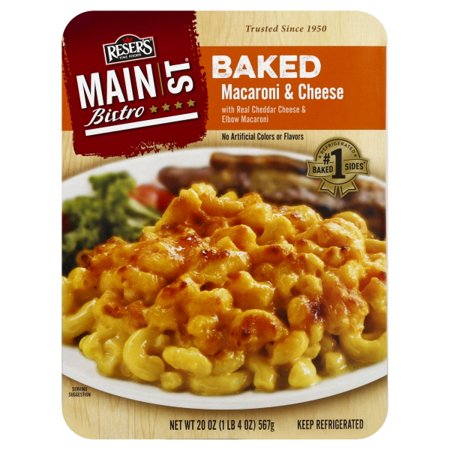 Trusted Since 1950
RESER'S
FINE FOODS
MAIN ST.
Bistro
BAKED
Macaroni & Cheese
with Real Cheddar Cheese &
Elbow Macaroni
No Artificial Colors or Flavors
REFRIGERATED
#1
BAKED SIDES*
SERVING
SUGGESTION
NET WT 20 OZ (1 LB 4 OZ) 567g
KEEP REFRIGERATED